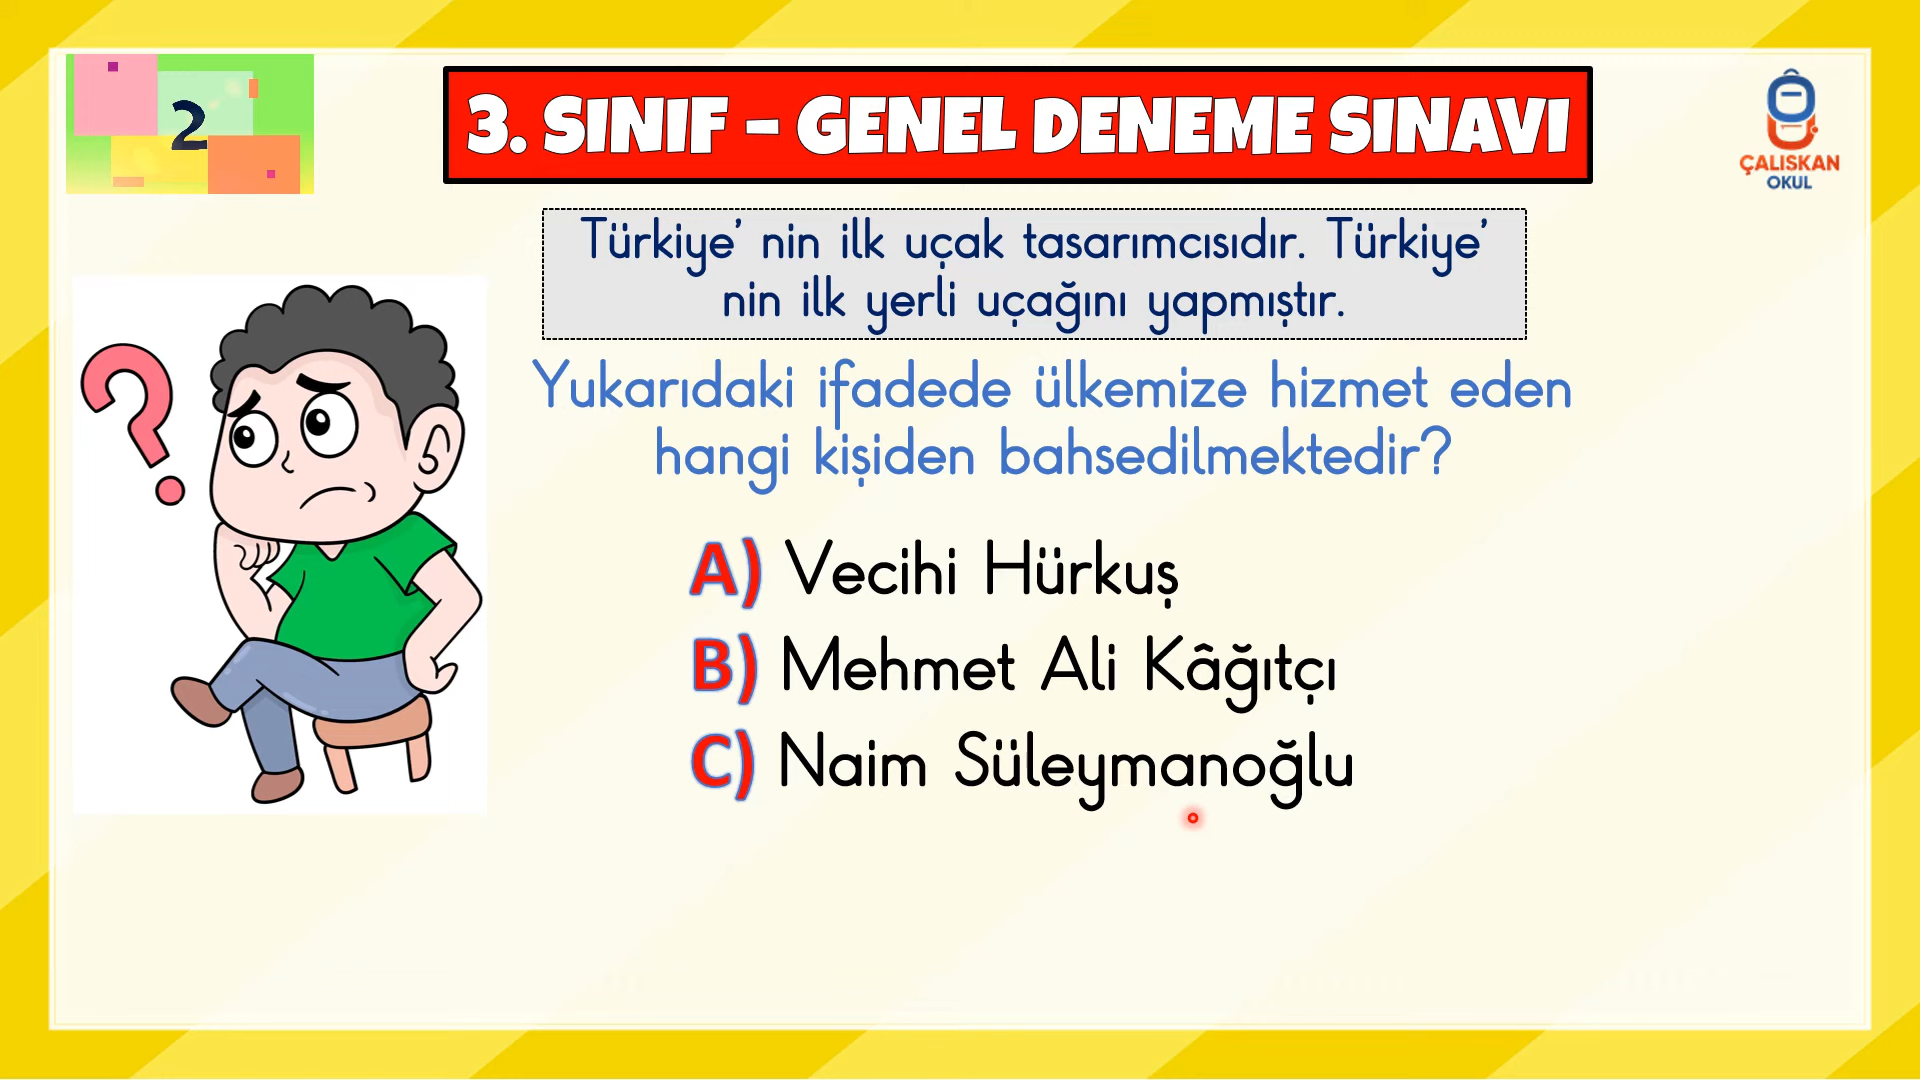 2
3. SINIF - GENEL DENEME SINAVI
ÇALIŞKAN
OKUL
Türkiye’ nin ilk uçak tasarımcısıdır. Türkiye’
nin ilk yerli uçağını yapmıştır.
Yukarıdaki ifadede ülkemize hizmet eden
hangi kişiden bahsedilmektedir?
A) Vecihi Hürkuş
B) Mehmet Ali Kâğıtçı
C) Naim Süleymanoğlu